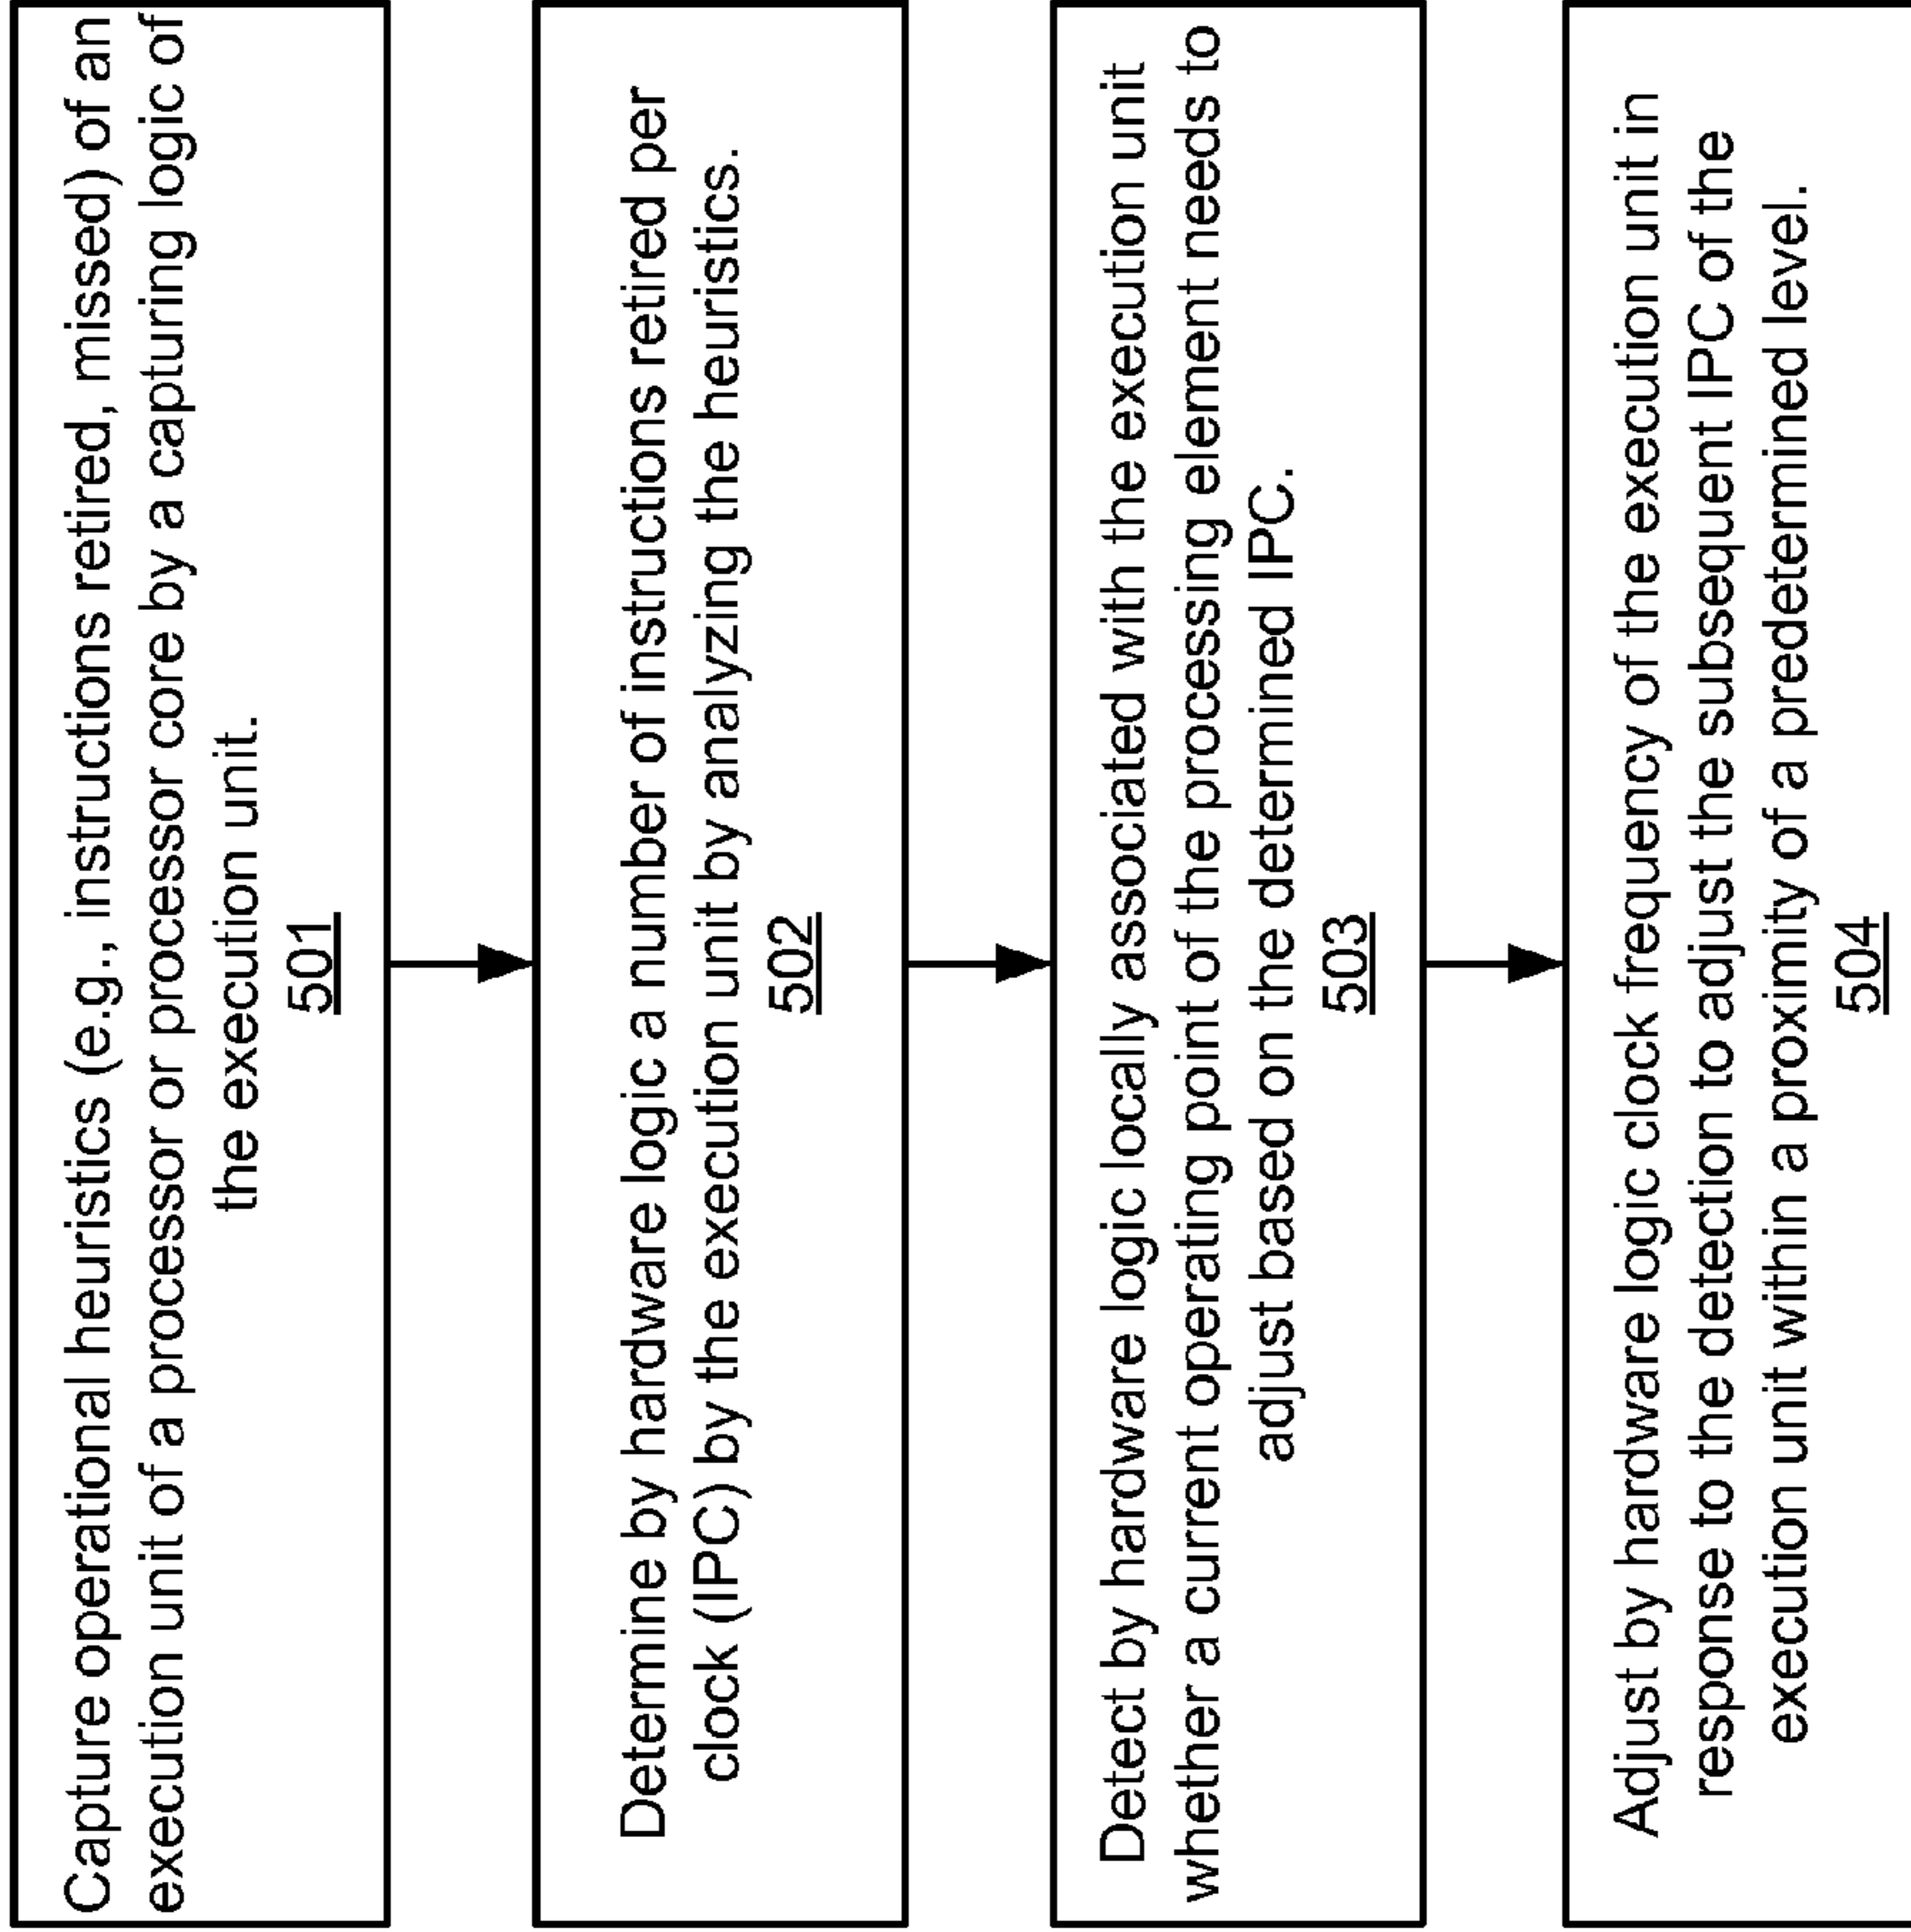 Capture operational heuristics (e.g., instructions retired, missed) of an
execution unit of a processor or processor core by a capturing logic of
the execution unit.
501
Determine by hardware logic a number of instructions retired per
clock (IPC) by the execution unit by analyzing the heuristics.
502
Detect by hardware logic locally associated with the execution unit
whether a current operating point of the processing element needs to
adjust based on the determined IPC.
503
Adjust by hardware logic clock frequency of the execution unit in
response to the detection to adjust the subsequent IPC of the
execution unit within a proximity of a predetermined level.
504